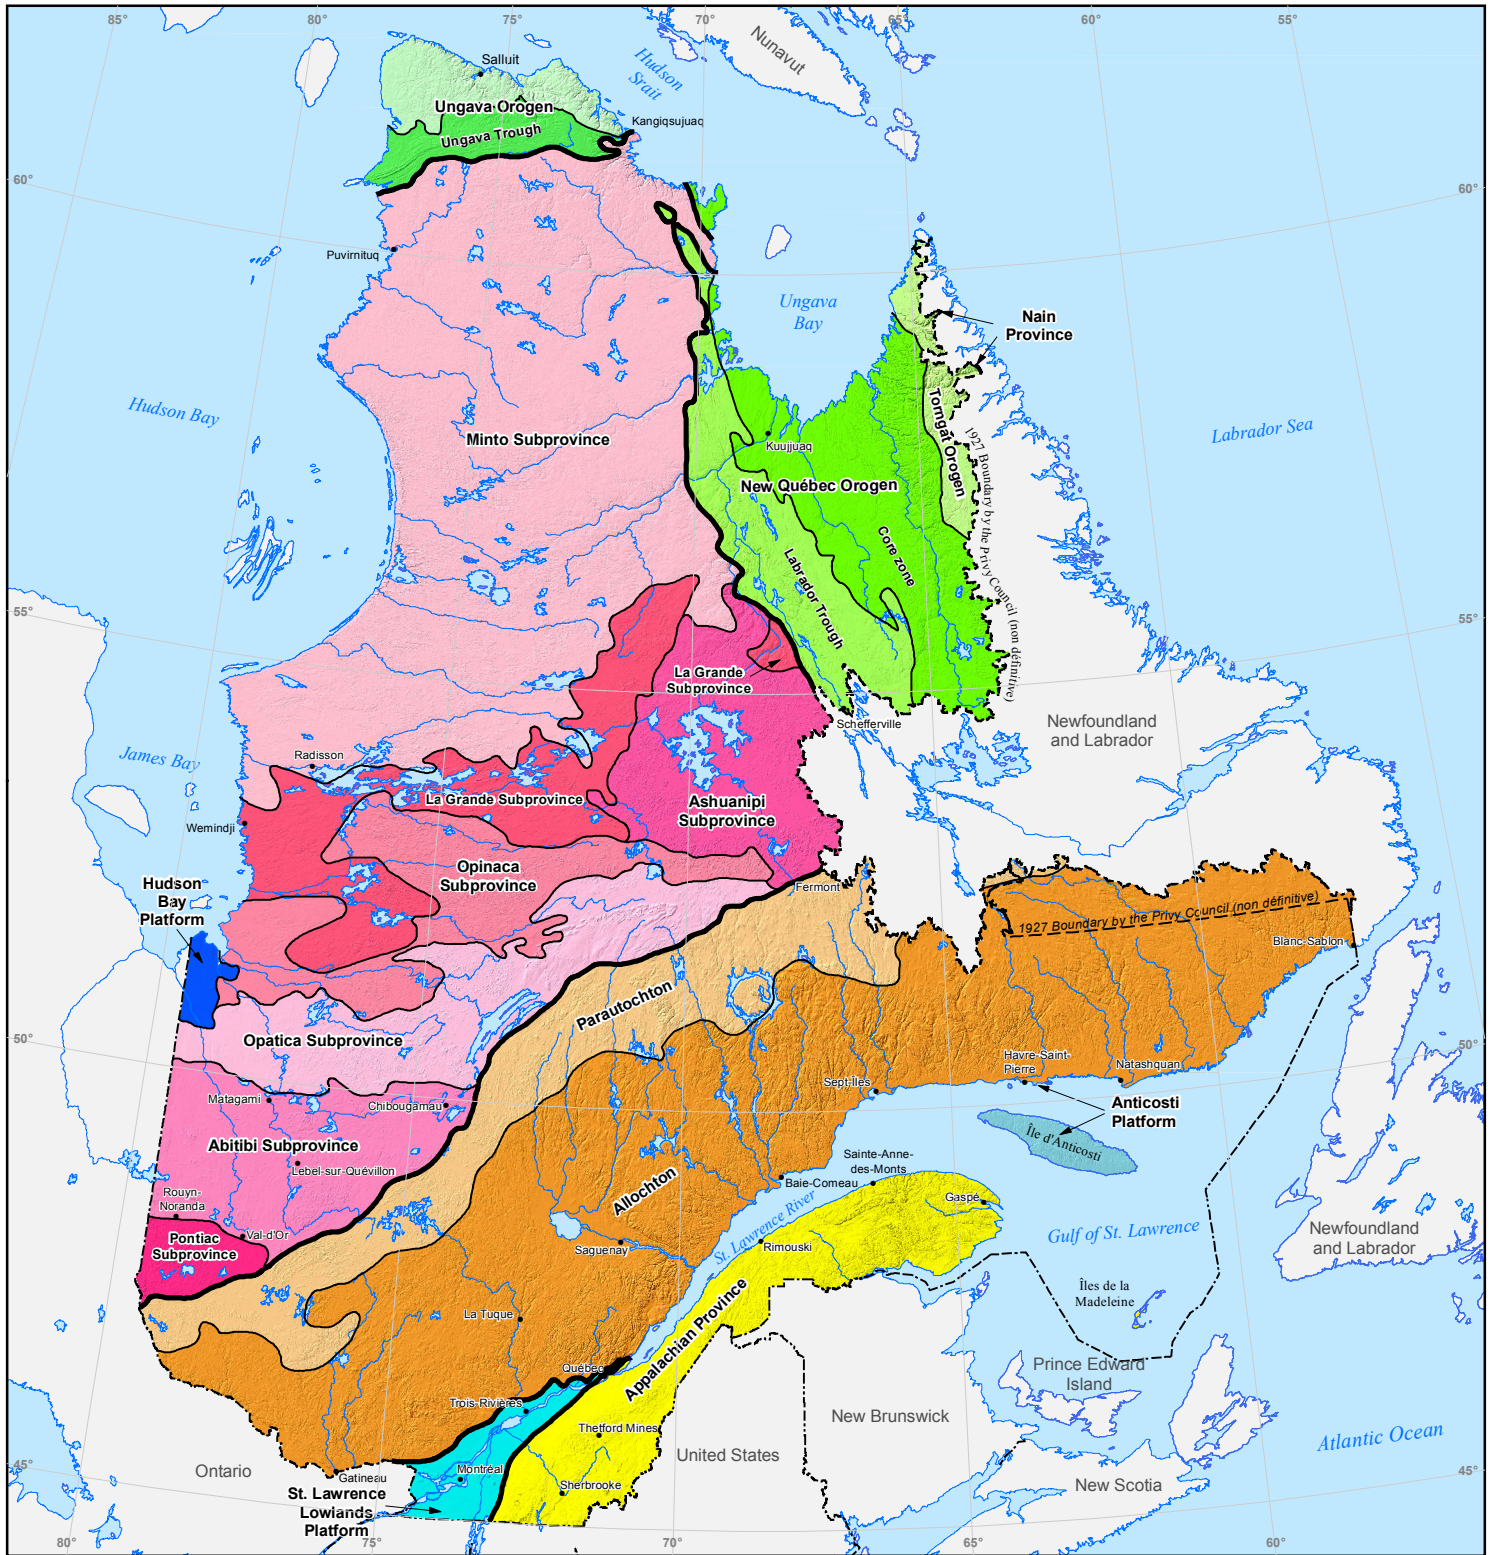 85°
80°
75°
70°
65°
60°
55°
Nunavut
Hudson
Srait
Salluit
Ungava Orogen
Ungava Trough
Kangiqsujuaq
60°
60°
Puvirnituq
Ungava
Bay
Nain
Province
Hudson Bay
Minto Subprovince
Labrador Sea
Kuujjuaq
New Québec Orogen
Torngat Orogen
1927 Boundary by the Privy Council (non définitive)
Core zone
Labrador Trough
55°
55°
La Grande
Subprovince
Schefferville
Newfoundland
and Labrador
James Bay
Radisson
La Grande Subprovince
Ashuanipi
Subprovince
Wemindji
Opinaca
Subprovince
Hudson
Bay
Platform
Fermont
1927 Boundary by the Privy Council (non définitive)
Blanc-Sablon
Parautochton
50°
50°
Opatica Subprovince
Havre-Saint-
Pierre
Natashquan
Sept-Iles
Matagami
Chibougamau
Anticosti
Platform
Île d'Anticosti
Abitibi Subprovince
Lebel-sur-Quévillon
Sainte-Anne-
des-Monts
Baie-Comeau
Allochton
Rouyn-
Noranda
Gaspé
St. Lawrence River
Val-d'Or
Pontiac
Subprovince
Saguenay
Rimouski
Gulf of St. Lawrence
Newfoundland
and Labrador
Îles de la
Madeleine
La Tuque
Appalachian Province
Québec
Prince Edward
Island
Trois-Rivières
New Brunswick
Thetford Mines
United States
Atlantic Ocean
45°
45°
Ontario
Gatineau
Montréal
Sherbrooke
New Scotia
St. Lawrence
Lowlands
Platform
80°
75°
70°
65°
60°